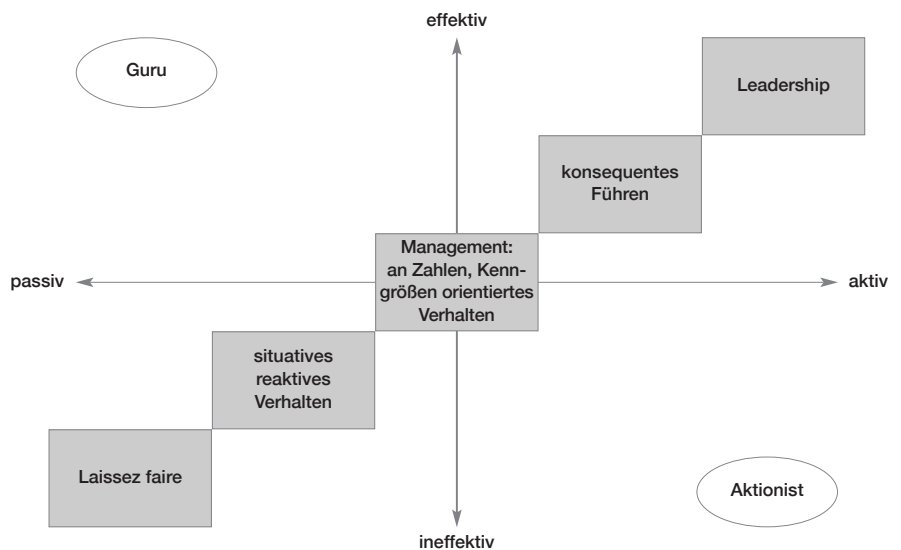 effektiv
Guru
Leadership
konsequentes
Führen
Management:
an Zahlen, Kenn-
größen orientiertes
Verhalten
passiv
aktiv
situatives
reaktives
Verhalten
Laissez faire
Aktionist
ineffektiv